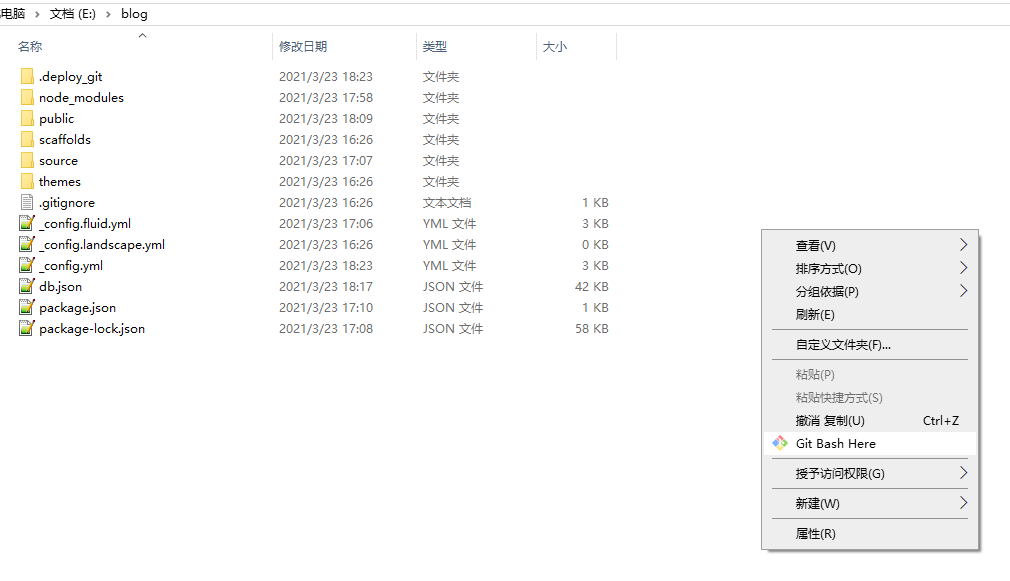 电脑 > 文档 (E:) > blog
名称 修改日期 类型 大小
.deploy_git 2021/3/23 18:23 文件夹
node_modules 2021/3/23 17:58 文件夹
public 2021/3/23 18:09 文件夹
scaffolds 2021/3/23 16:26 文件夹
source 2021/3/23 17:07 文件夹
themes 2021/3/23 16:26 文件夹
.gitignore 2021/3/23 16:26 文本文档 1 KB
_config.fluid.yml 2021/3/23 17:06 YML 文件 3 KB
_config.landscape.yml 2021/3/23 16:26 YML 文件 0 KB
_config.yml 2021/3/23 18:23 YML 文件 3 KB
db.json 2021/3/23 18:17 JSON 文件 42 KB
package.json 2021/3/23 17:10 JSON 文件 1 KB
package-lock.json 2021/3/23 17:08 JSON 文件 58 KB
查看(V)
排序方式(O)
分组依据(P)
刷新(E)
自定义文件夹(F)...
粘贴(P)
粘贴快捷方式(S)
撤消 复制(U) Ctrl+Z
Git Bash Here
授予访问权限(G)
新建(W)
属性(R)